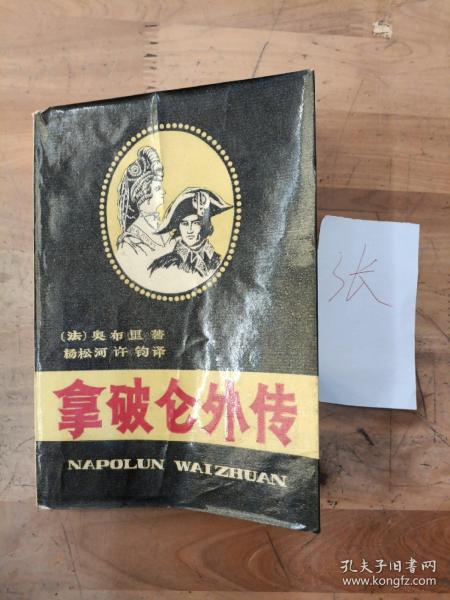 (法)奥布里 著
杨松河 许钧 译
拿破仑外传
NAPOLUN WAIZHUAN
张
孔夫子旧书网
www.kongfz.com